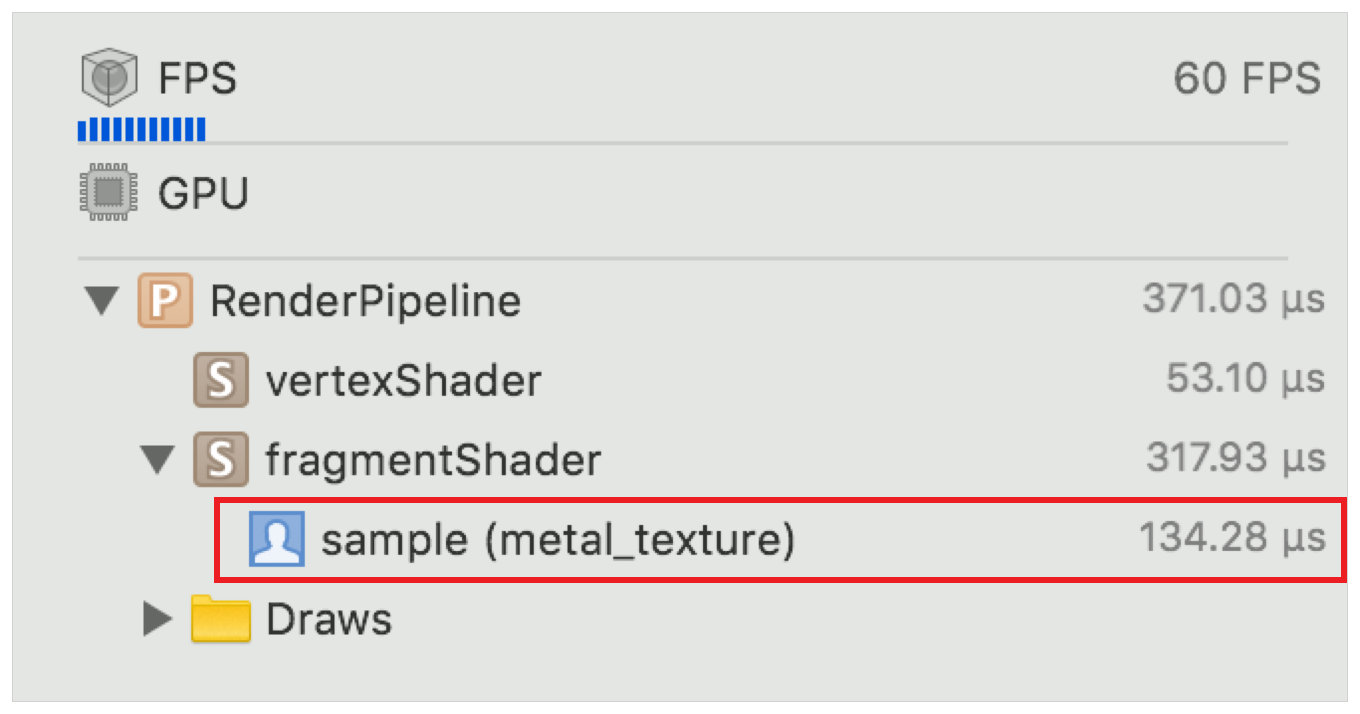 FPS 60 FPS
GPU
P RenderPipeline 371.03 µs
S vertexShader 53.10 µs
S fragmentShader 317.93 µs
sample (metal_texture) 134.28 µs
Draws